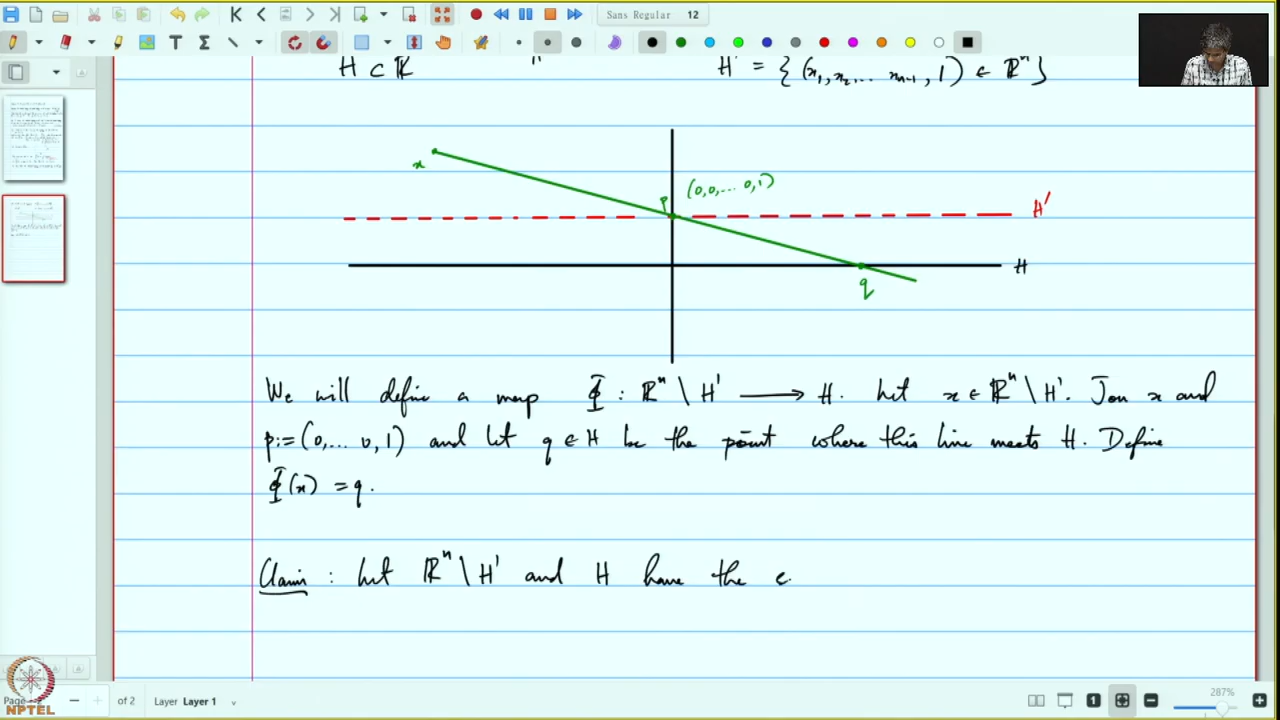 Sans Regular 12
H ⊂ ℝ H' = { (x₁, x₂, ... xₙ₋₁, 1) ∈ ℝⁿ }
x
p (0,0,... 0,1)
H'
H
q
We will define a map Φ : ℝⁿ \ H' ⟶ H. Let x ∈ ℝⁿ \ H'. Join x and
p := (0,... 0,1) and let q ∈ H be the point where this line meets H. Define
Φ(x) = q.
Claim : Let ℝⁿ \ H' and H have the e
of 2 Layer Layer 1
287%
NPTEL